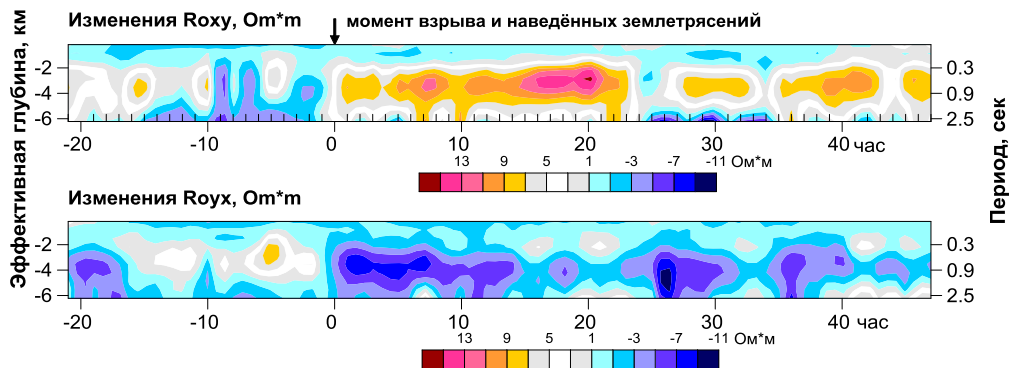 Изменения Roxy, Om*m
момент взрыва и наведённых землетрясений
Эффективная глубина, км
-2
-4
-6
0.3
0.9
2.5
-20 -10 0 10 20 30 40 час
13 9 5 1 -3 -7 -11 Ом*м
Период, сек
Изменения Royx, Om*m
-2
-4
-6
0.3
0.9
2.5
-20 -10 0 10 20 30 40 час
13 9 5 1 -3 -7 -11 Ом*м